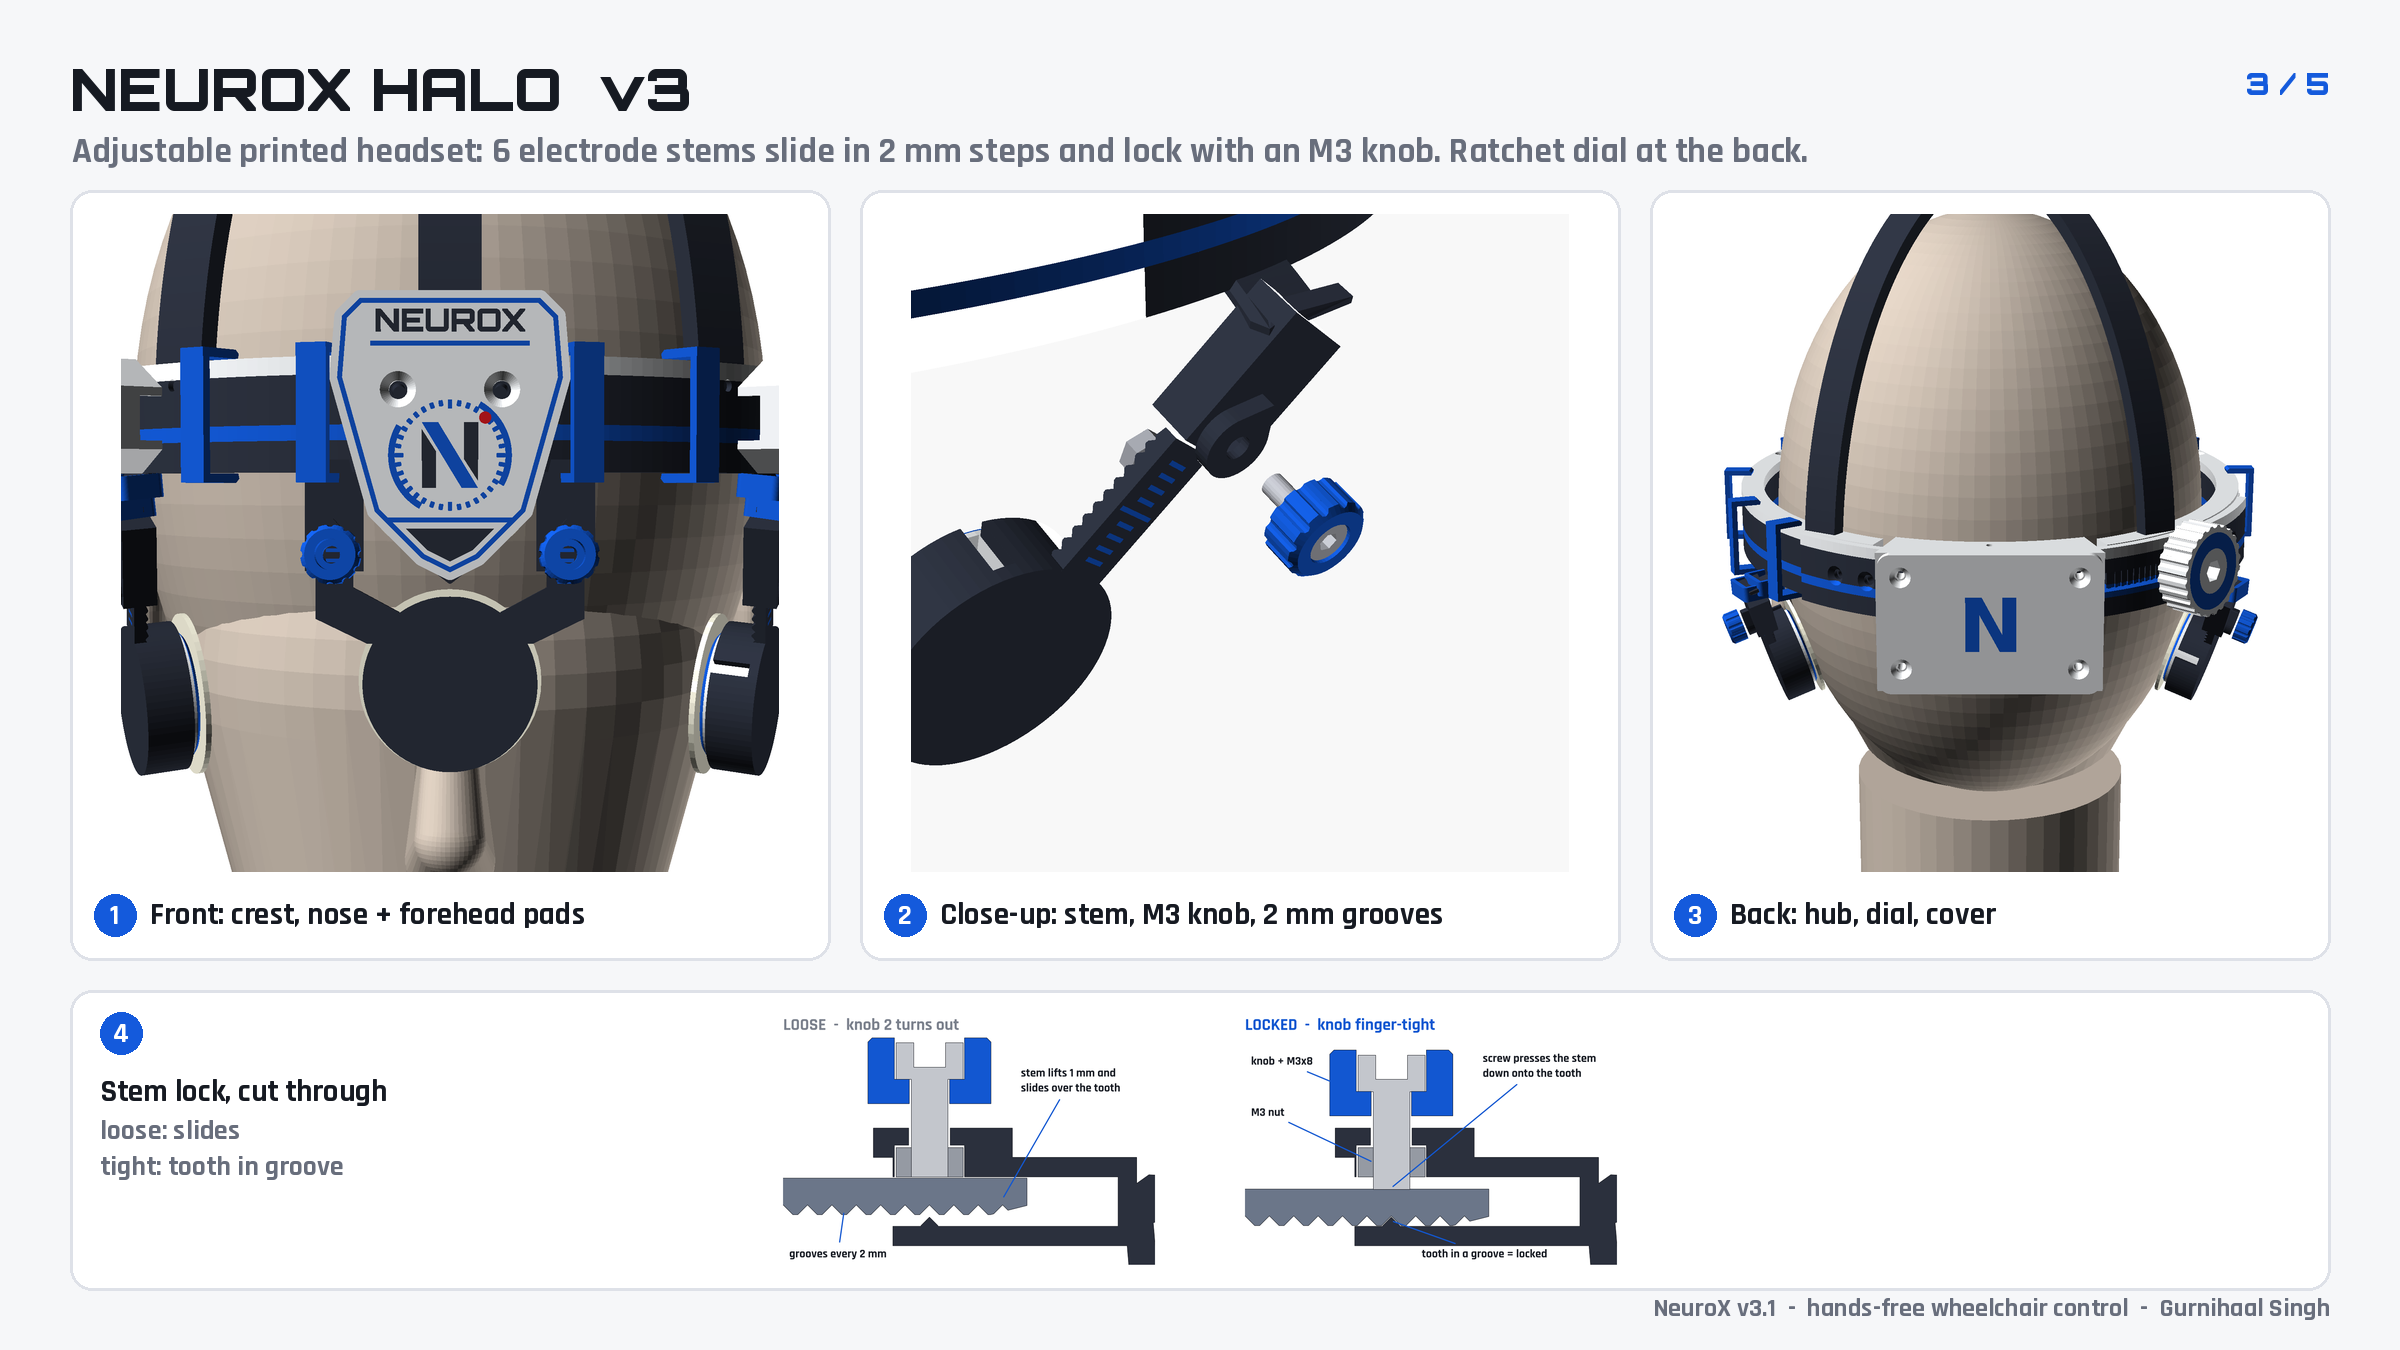 NEUROX HALO v3
3 / 5
Adjustable printed headset: 6 electrode stems slide in 2 mm steps and lock with an M3 knob. Ratchet dial at the back.
NEUROX
N
N
1 Front: crest, nose + forehead pads
2 Close-up: stem, M3 knob, 2 mm grooves
3 Back: hub, dial, cover
4
Stem lock, cut through
loose: slides
tight: tooth in groove
LOOSE - knob 2 turns out
stem lifts 1 mm and
slides over the tooth
grooves every 2 mm
LOCKED - knob finger-tight
knob + M3x8
screw presses the stem
down onto the tooth
M3 nut
tooth in a groove = locked
NeuroX v3.1 - hands-free wheelchair control - Gurnihaal Singh